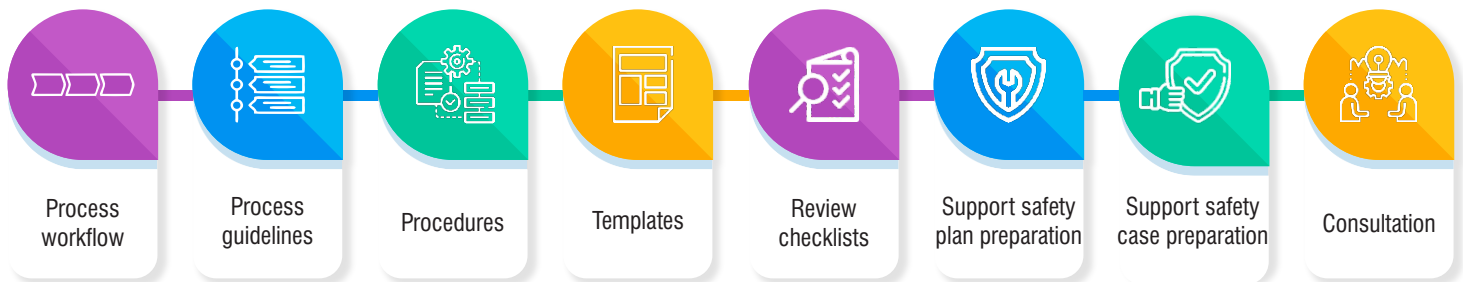 Process
workflow
Process
guidelines
Procedures
Templates
Review
checklists
Support safety
plan preparation
Support safety
case preparation
Consultation